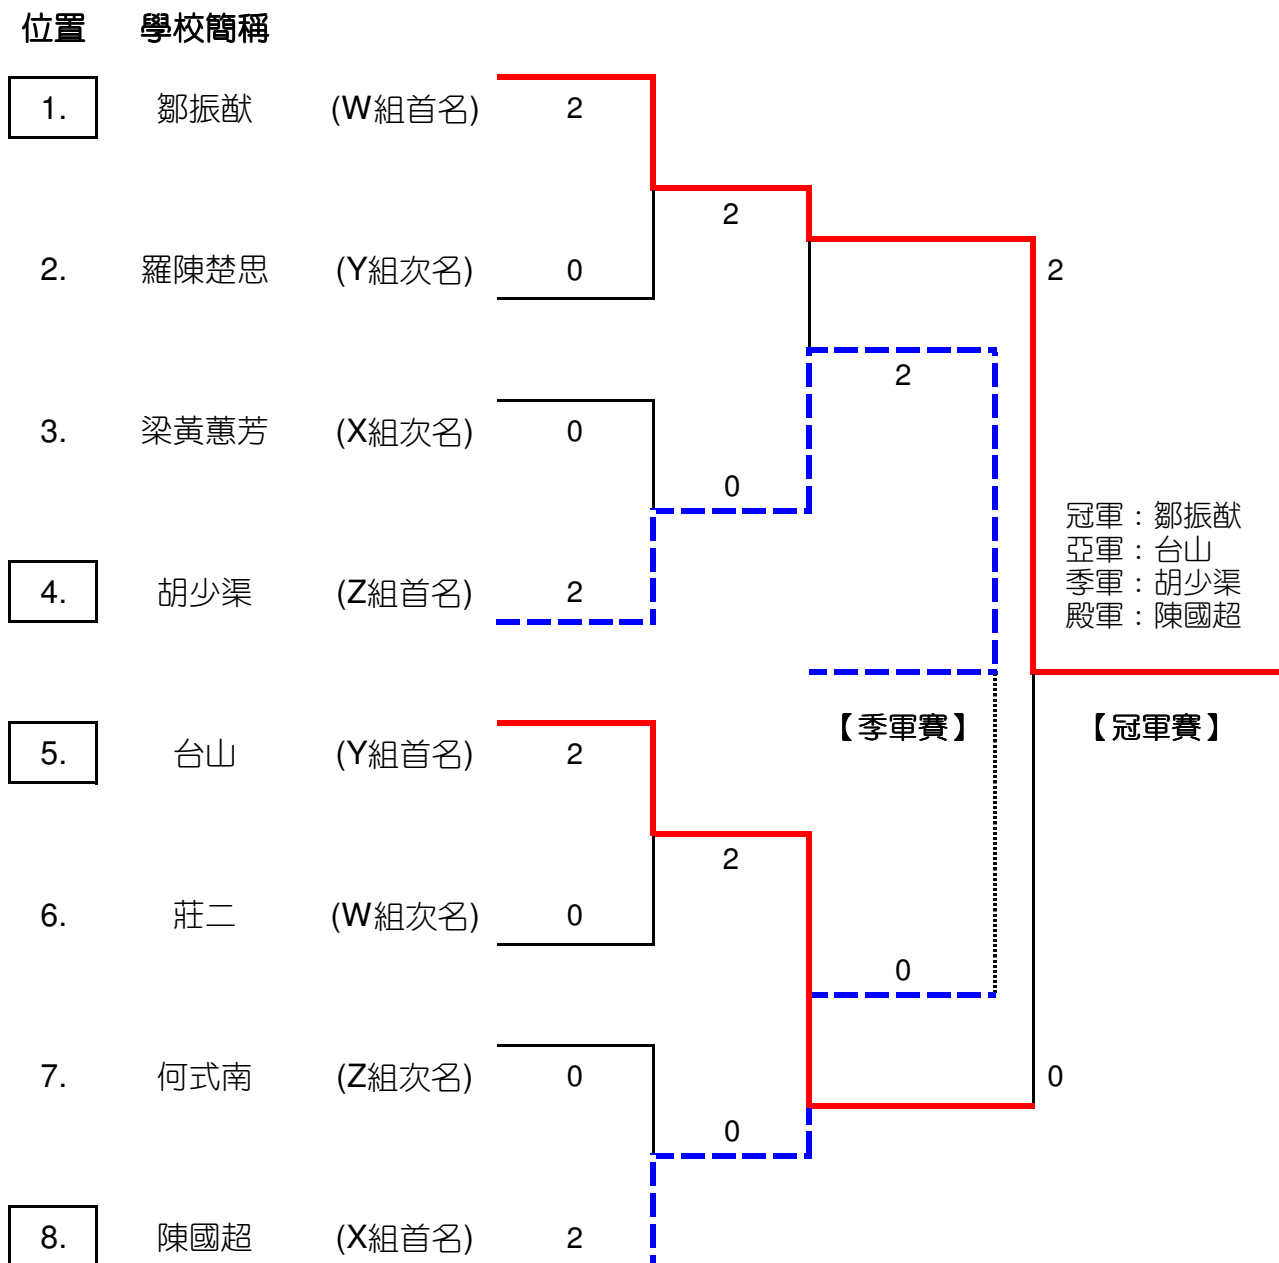 位置 學校簡稱
1. 鄒振猷 (W組首名) 2
2
2. 羅陳楚思 (Y組次名) 0
2
2
3. 梁黃蕙芳 (X組次名) 0
0
冠軍：鄒振猷
亞軍：台山
季軍：胡少渠
殿軍：陳國超
4. 胡少渠 (Z組首名) 2
【季軍賽】 【冠軍賽】
5. 台山 (Y組首名) 2
2
6. 莊二 (W組次名) 0
0
7. 何式南 (Z組次名) 0
0
0
8. 陳國超 (X組首名) 2